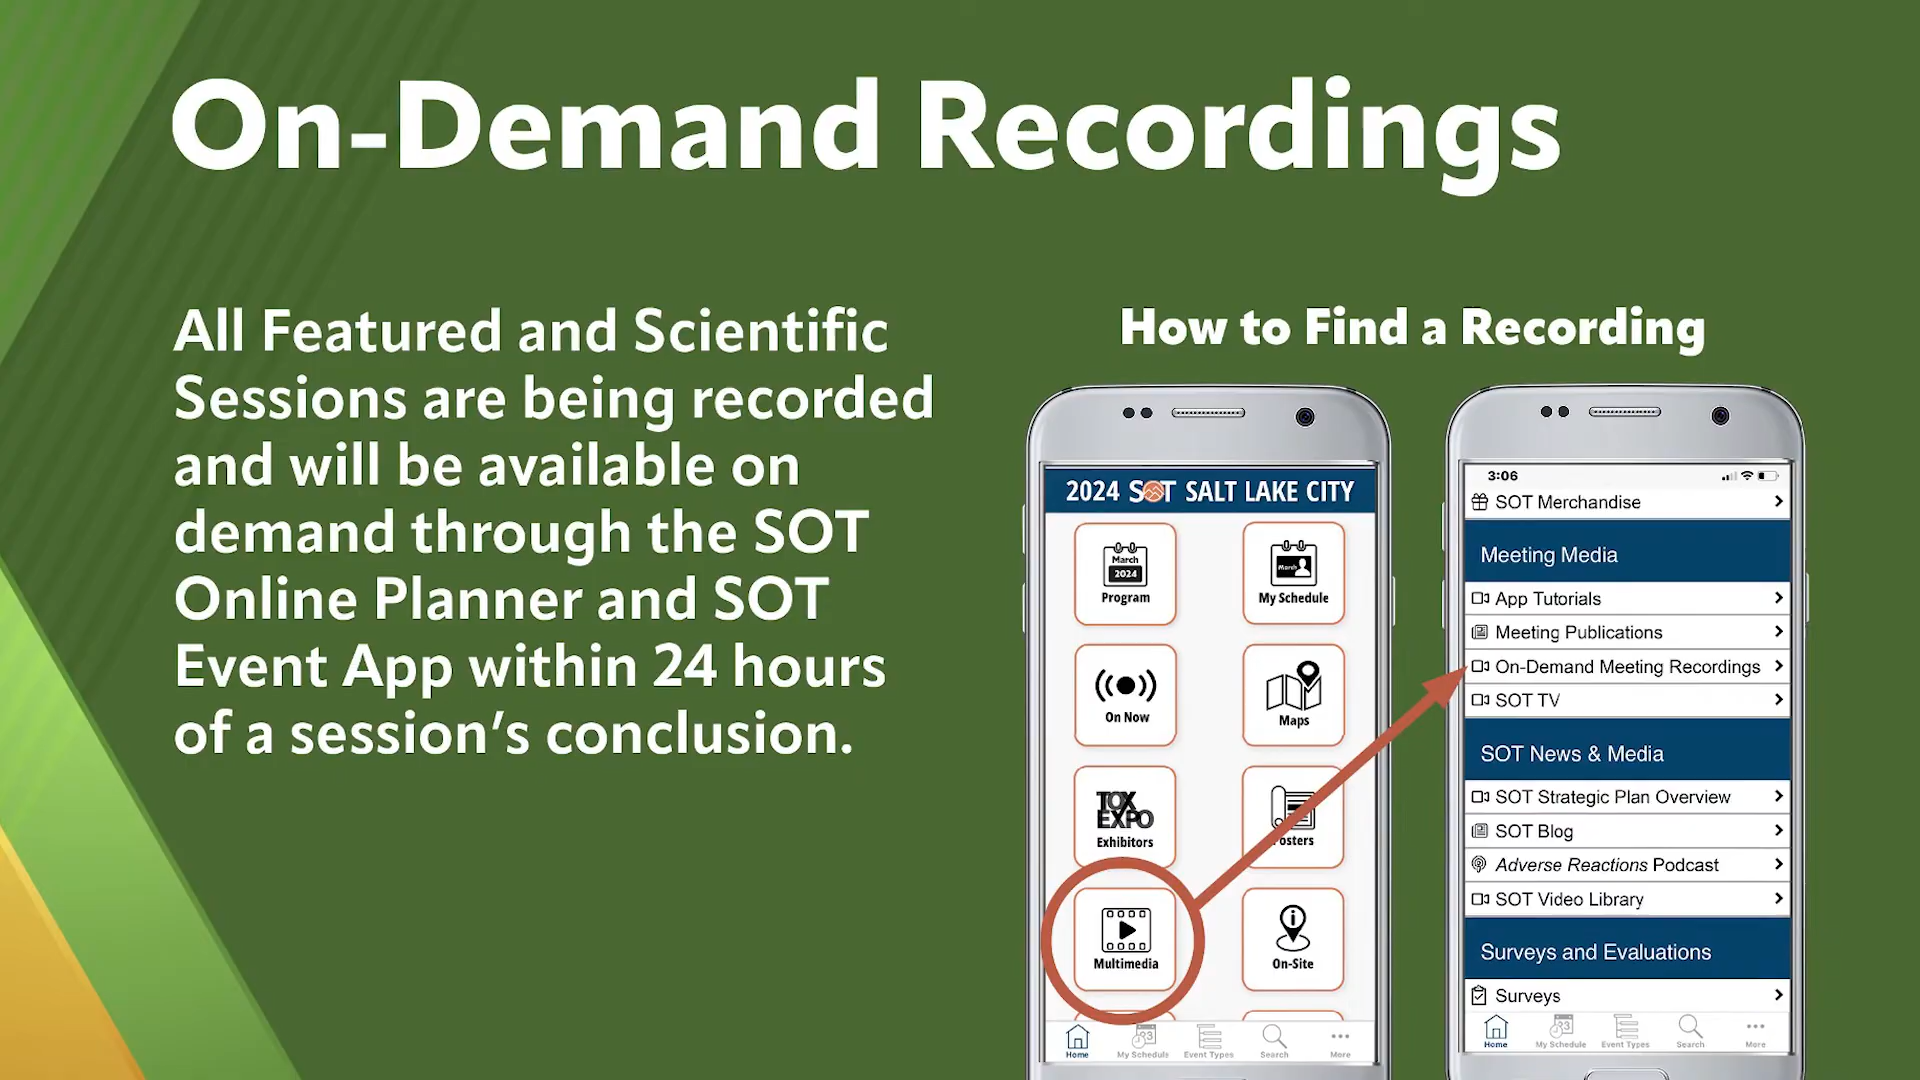 On-Demand Recordings
All Featured and Scientific
Sessions are being recorded
and will be available on
demand through the SOT
Online Planner and SOT
Event App within 24 hours
of a session’s conclusion.
How to Find a Recording
2024 SOT SALT LAKE CITY
March
2024
Program
March
My Schedule
On Now
Maps
TOX
EXPO
Exhibitors
Posters
Multimedia
On-Site
Home
My Schedule
Event Types
Search
More
3:06
SOT Merchandise
Meeting Media
App Tutorials
Meeting Publications
On-Demand Meeting Recordings
SOT TV
SOT News & Media
SOT Strategic Plan Overview
SOT Blog
Adverse Reactions Podcast
SOT Video Library
Surveys and Evaluations
Surveys
Home
My Schedule
Event Types
Search
More